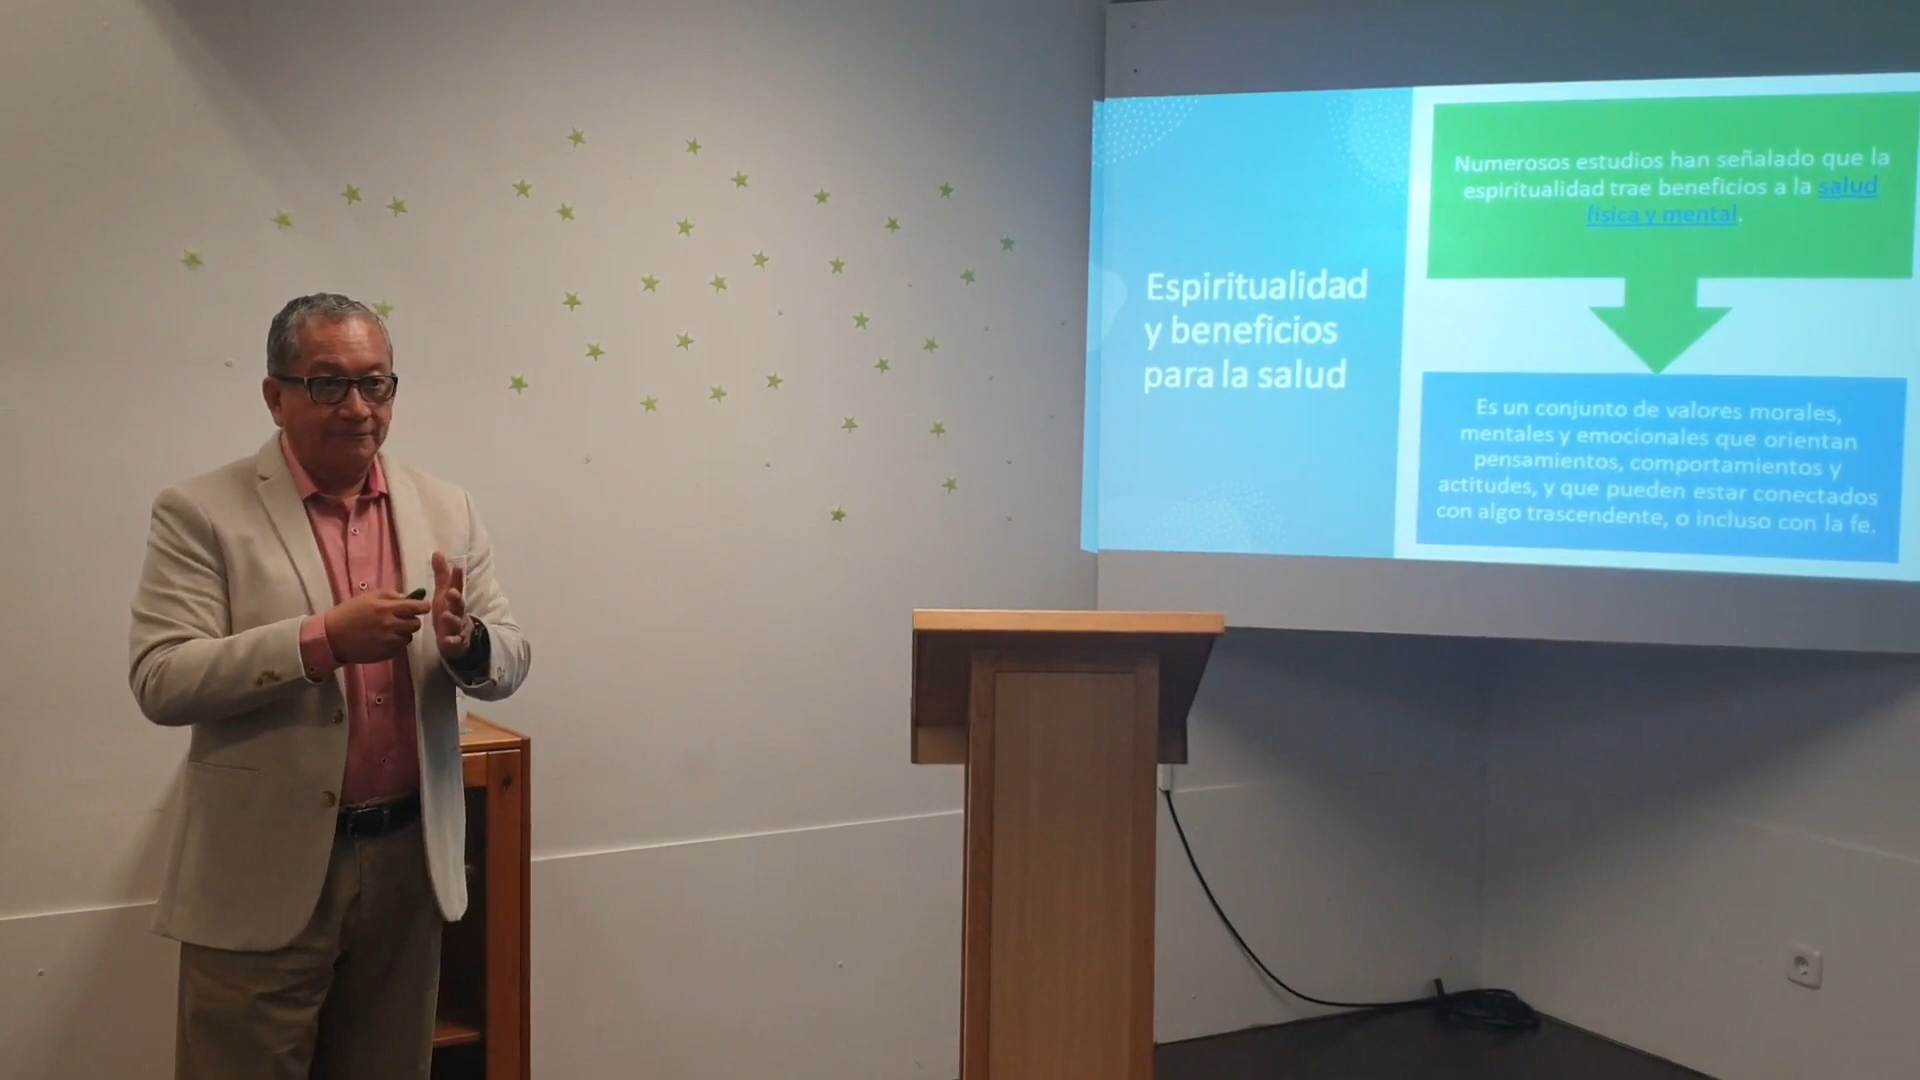 Espiritualidad
y beneficios
para la salud
Numerosos estudios han señalado que la
espiritualidad trae beneficios a la salud
física y mental.
Es un conjunto de valores morales,
mentales y emocionales que orientan
pensamientos, comportamientos y
actitudes, y que pueden estar conectados
con algo trascendente, o incluso con la fe.